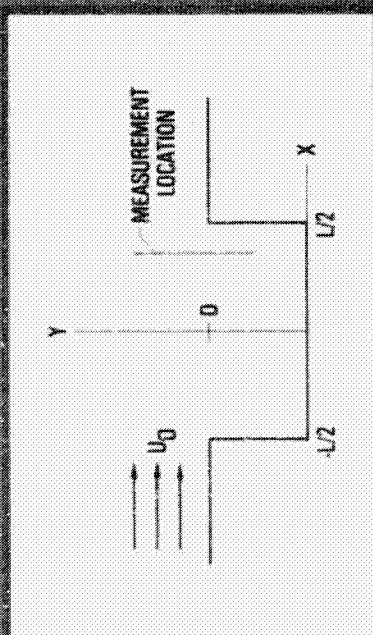 Y
U0
MEASUREMENT
LOCATION
0
X
-L/2
L/2